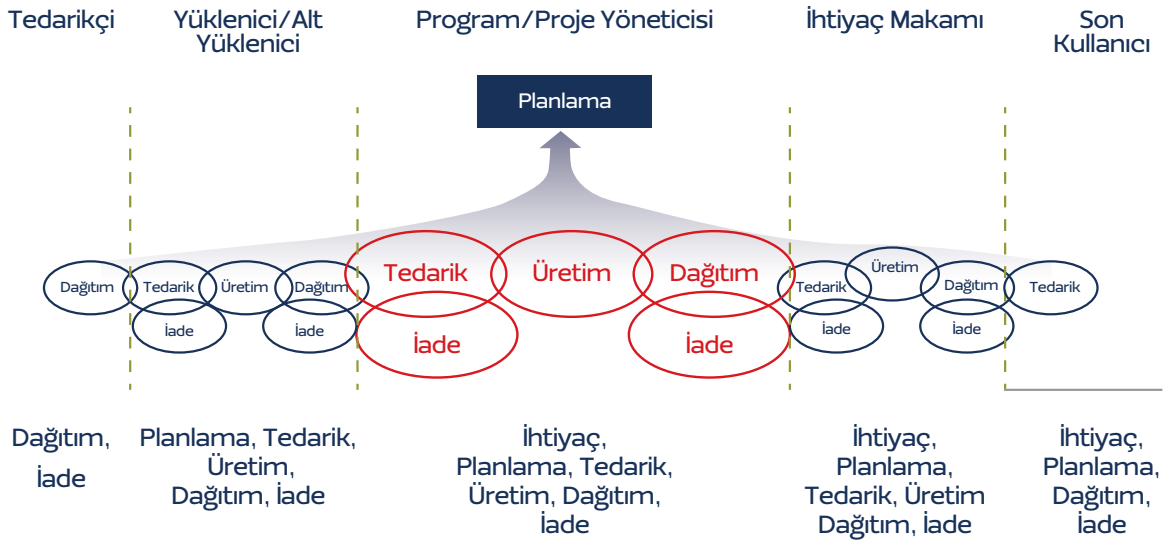 Tedarikçi
Yüklenici/Alt
Yüklenici
Program/Proje Yöneticisi
İhtiyaç Makamı
Son
Kullanıcı
Planlama
Dağıtım
Tedarik
Üretim
Dağıtım
İade
İade
Tedarik
Üretim
Dağıtım
İade
İade
Tedarik
Üretim
Dağıtım
İade
İade
Tedarik
Dağıtım,
İade
Planlama, Tedarik,
Üretim,
Dağıtım, İade
İhtiyaç,
Planlama, Tedarik,
Üretim, Dağıtım,
İade
İhtiyaç,
Planlama,
Tedarik, Üretim
Dağıtım, İade
İhtiyaç,
Planlama,
Dağıtım,
İade